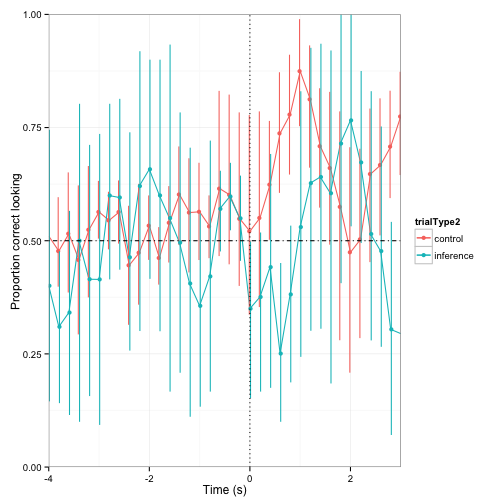 1.00
0.75
0.50
0.25
0.00
Proportion correct looking
-4
-2
0
2
Time (s)
trialType2
control
inference